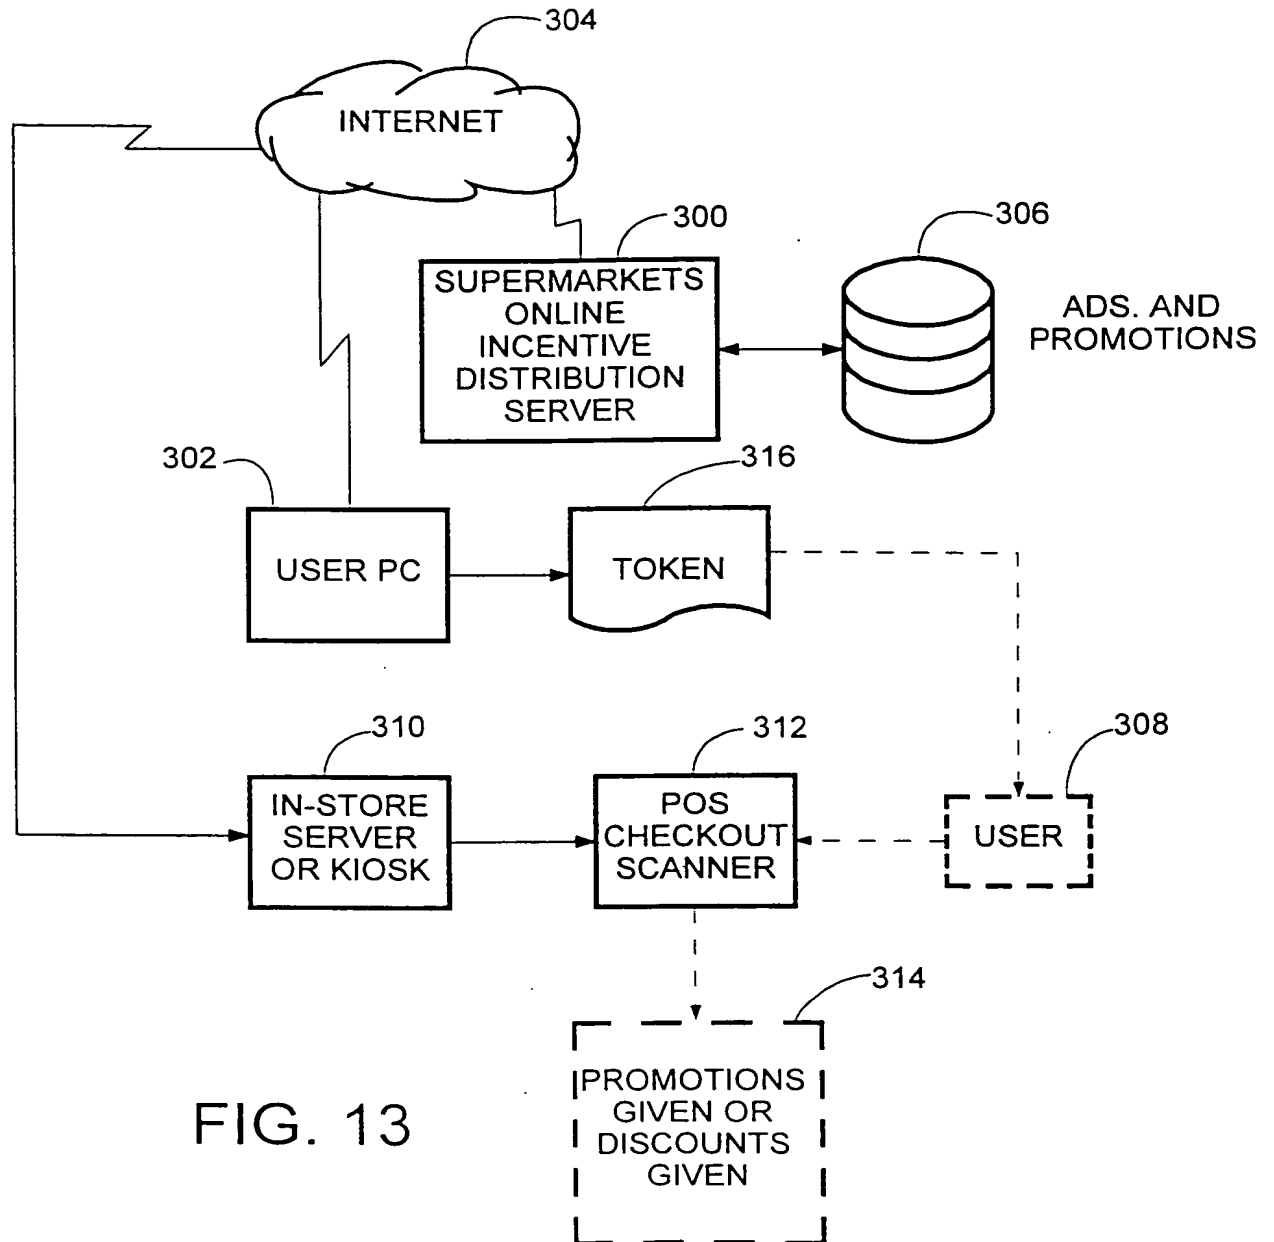 304
INTERNET
300
306
SUPERMARKETS
ONLINE
INCENTIVE
DISTRIBUTION
SERVER
ADS. AND
PROMOTIONS
302
316
USER PC
TOKEN
310
312
308
IN-STORE
SERVER
OR KIOSK
POS
CHECKOUT
SCANNER
USER
314
PROMOTIONS
GIVEN OR
DISCOUNTS
GIVEN
FIG. 13